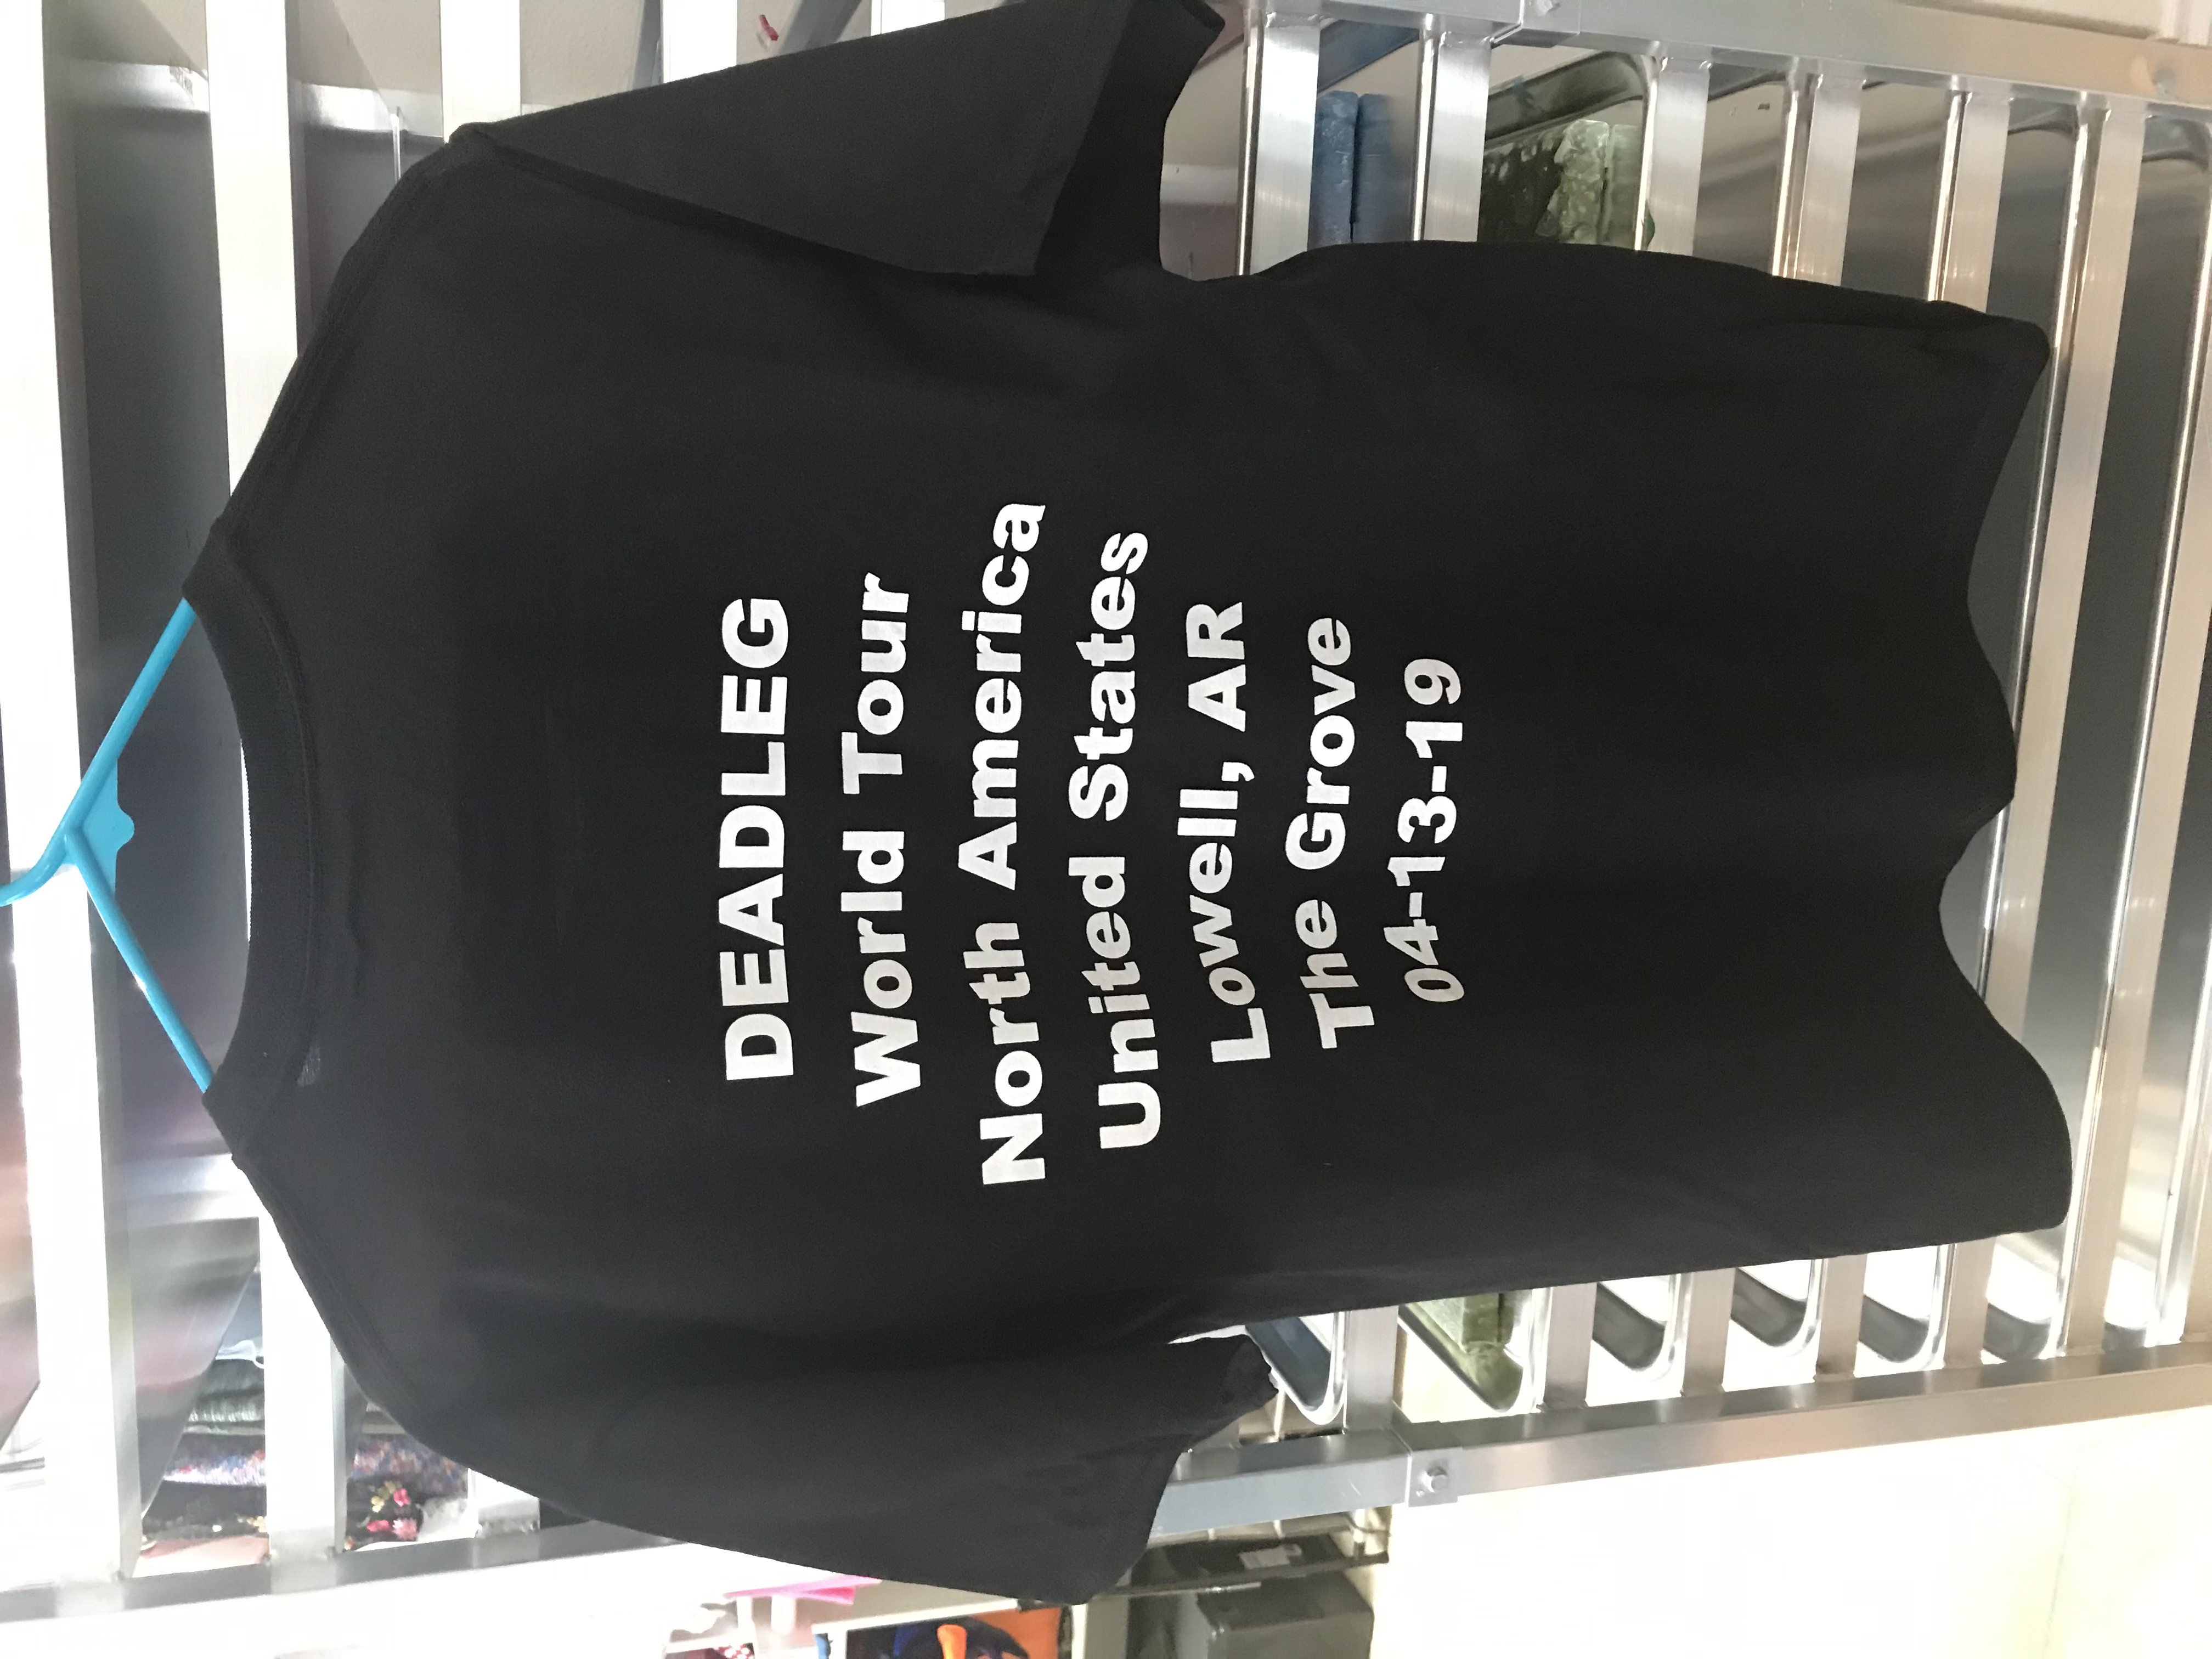 DEADLEG
World Tour
North America
United States
Lowell, AR
The Grove
04-13-19